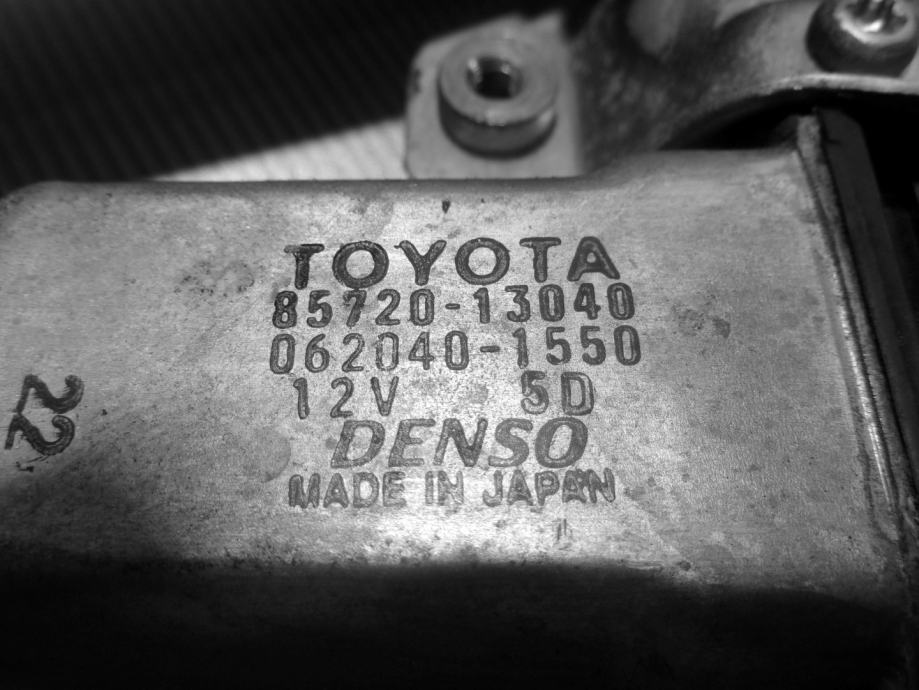 TOYOTA
85720-13040
062040-1550
12V 5D
DENSO
MADE IN JAPAN
22